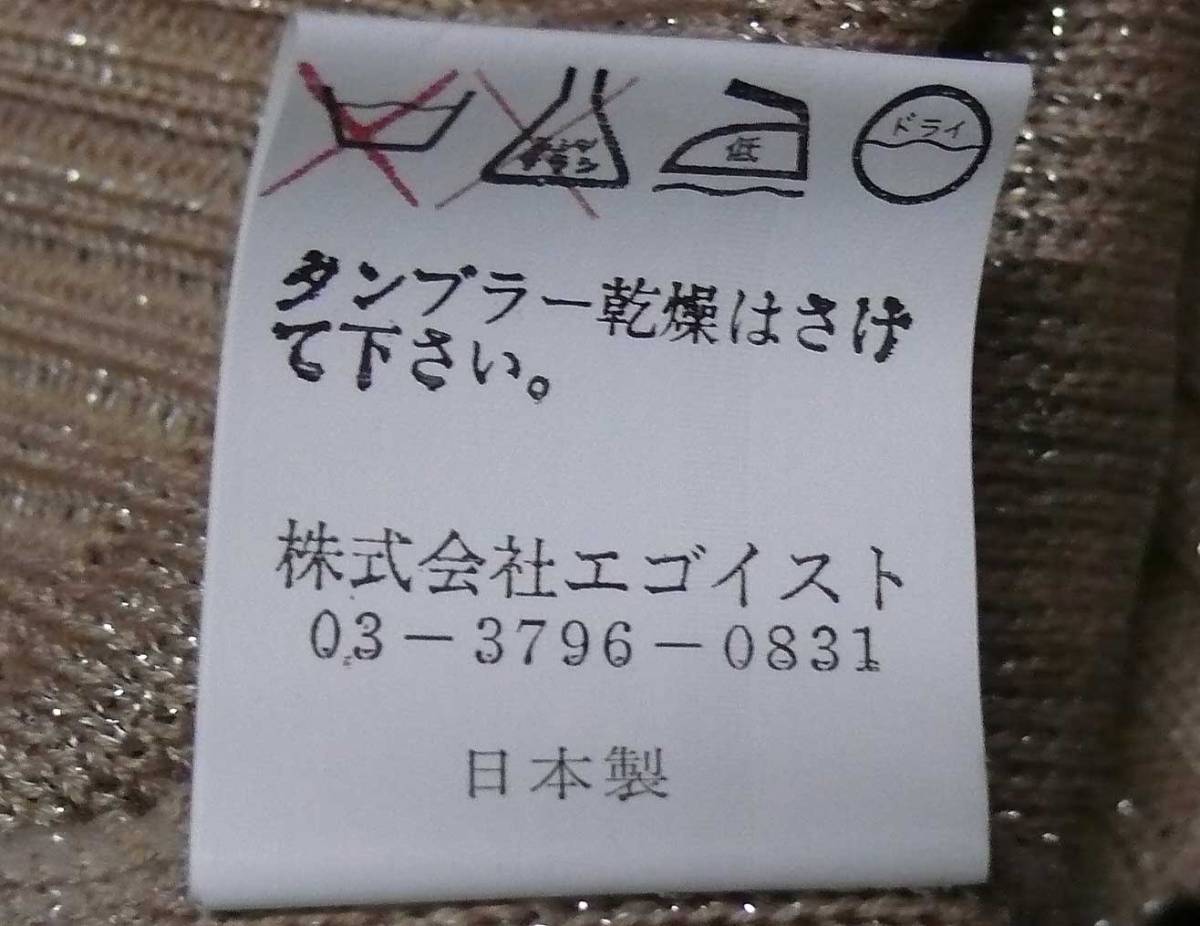 低
ドライ
タンブラー乾燥はさけ
て下さい。
株式会社エゴイスト
03-3796-0831
日本製